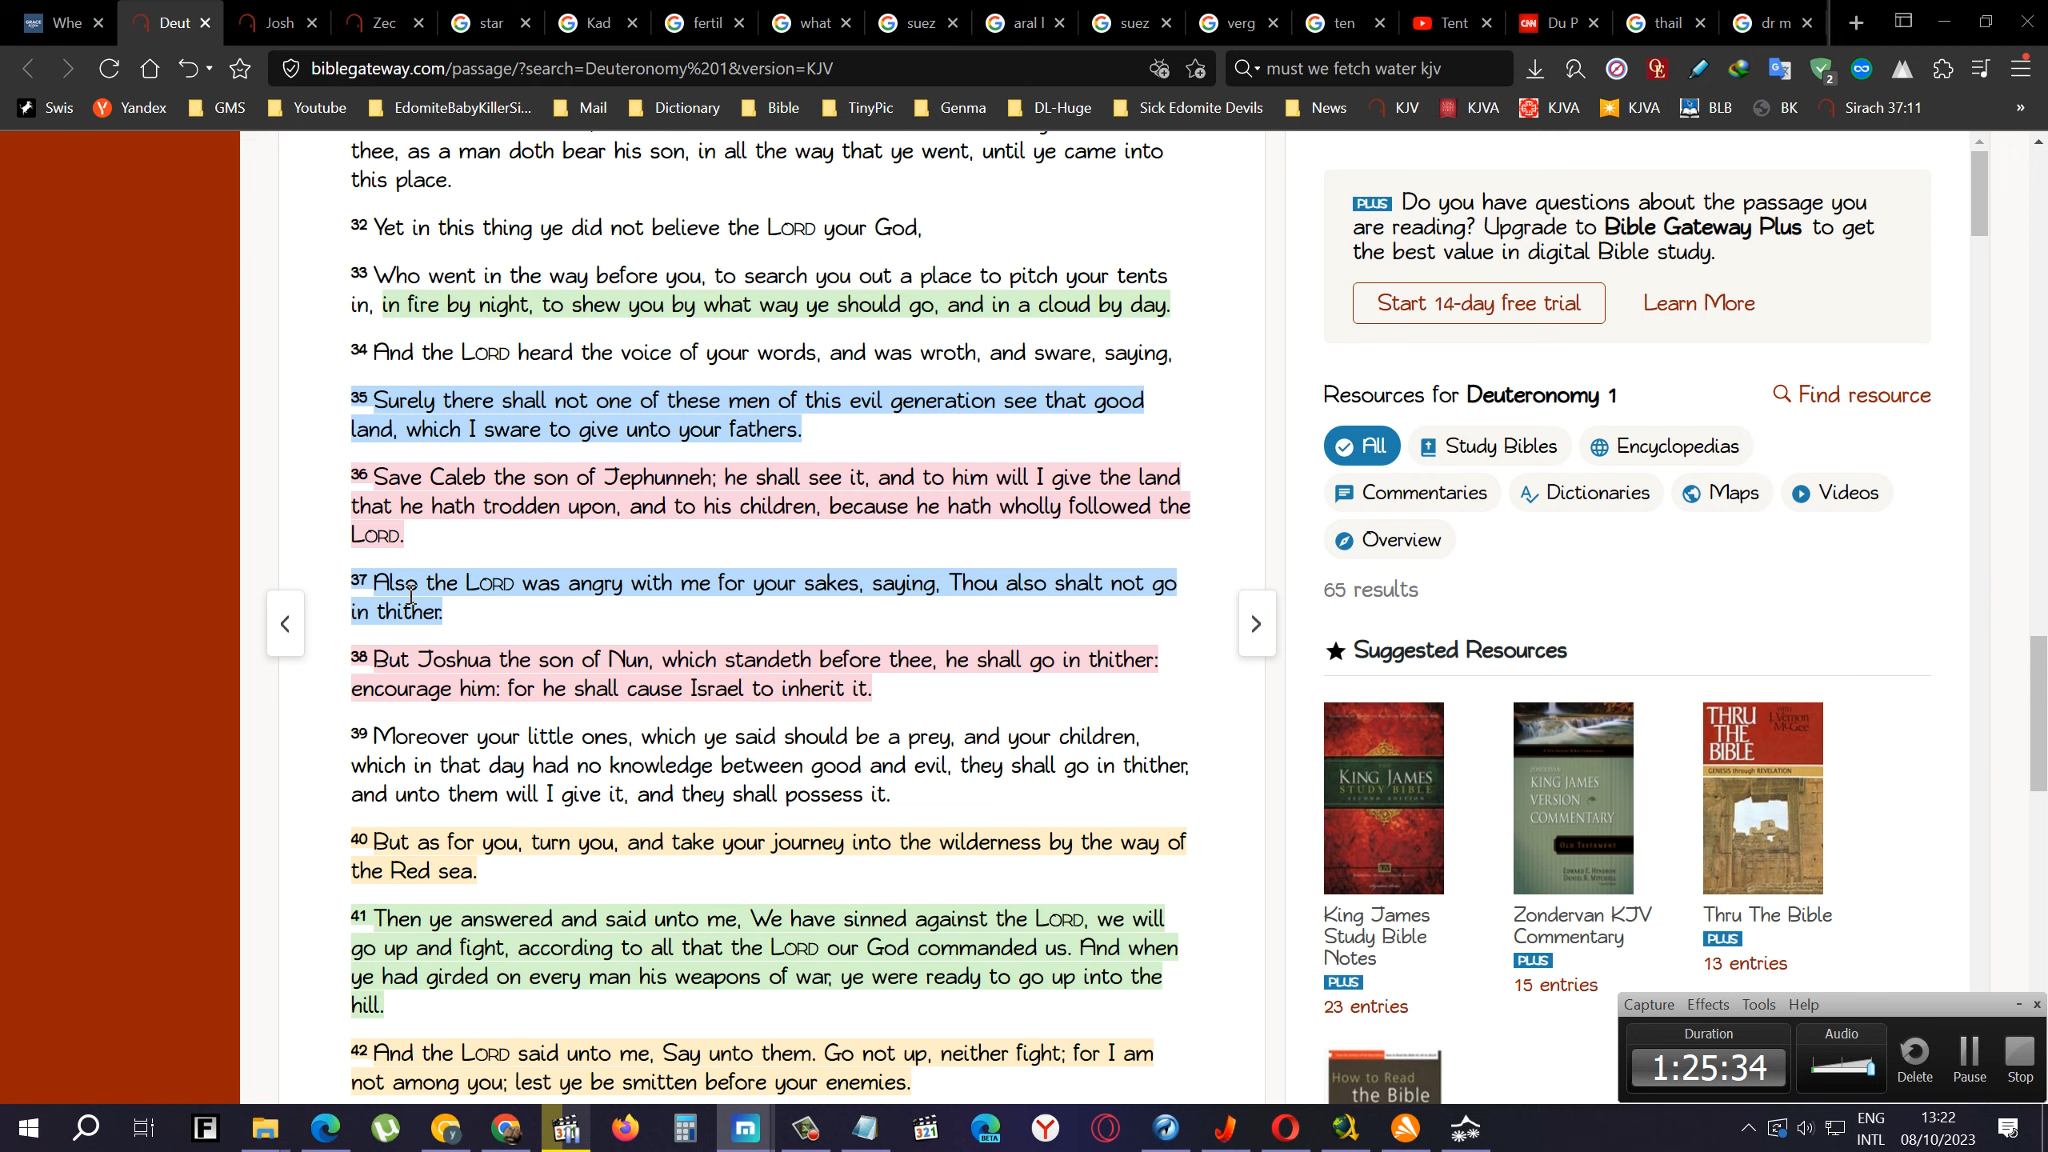 Whe
Deut
Josh
Zec
star
Kad
fertil
what
suez
aral l
suez
verg
ten
Tent
Du P
thail
dr m
biblegateway.com/passage/?search=Deuteronomy%201&version=KJV
must we fetch water kjv
Swis
Yandex
GMS
Youtube
EdomiteBabyKillerSi...
Mail
Dictionary
Bible
TinyPic
Genma
DL-Huge
Sick Edomite Devils
News
KJV
KJVA
KJVA
KJVA
BLB
BK
Sirach 37:11
thee, as a man doth bear his son, in all the way that ye went, until ye came into
this place.
32 Yet in this thing ye did not believe the LORD your God,
33 Who went in the way before you, to search you out a place to pitch your tents
in, in fire by night, to shew you by what way ye should go, and in a cloud by day.
34 And the LORD heard the voice of your words, and was wroth, and sware, saying,
35 Surely there shall not one of these men of this evil generation see that good
land, which I sware to give unto your fathers.
36 Save Caleb the son of Jephunneh; he shall see it, and to him will I give the land
that he hath trodden upon, and to his children, because he hath wholly followed the
LORD.
37 Also the LORD was angry with me for your sakes, saying, Thou also shalt not go
in thither.
38 But Joshua the son of Nun, which standeth before thee, he shall go in thither:
encourage him: for he shall cause Israel to inherit it.
39 Moreover your little ones, which ye said should be a prey, and your children,
which in that day had no knowledge between good and evil, they shall go in thither,
and unto them will I give it, and they shall possess it.
40 But as for you, turn you, and take your journey into the wilderness by the way of
the Red sea.
41 Then ye answered and said unto me, We have sinned against the LORD, we will
go up and fight, according to all that the LORD our God commanded us. And when
ye had girded on every man his weapons of war, ye were ready to go up into the
hill.
42 And the LORD said unto me, Say unto them. Go not up, neither fight; for I am
not among you; lest ye be smitten before your enemies.
PLUS Do you have questions about the passage you
are reading? Upgrade to Bible Gateway Plus to get
the best value in digital Bible study.
Start 14-day free trial
Learn More
Resources for Deuteronomy 1
Find resource
All
Study Bibles
Encyclopedias
Commentaries
Dictionaries
Maps
Videos
Overview
65 results
Suggested Resources
KING JAMES
STUDY BIBLE
ZONDERVAN
KING JAMES
VERSION
COMMENTARY
OLD TESTAMENT
THRU
THE
BIBLE
GENESIS through REVELATION
King James
Study Bible
Notes
PLUS
23 entries
Zondervan KJV
Commentary
PLUS
15 entries
Thru The Bible
PLUS
13 entries
How to Read
the Bible
Capture Effects Tools Help
Duration
1:25:34
Audio
Delete
Pause
Stop
ENG
INTL
13:22
08/10/2023